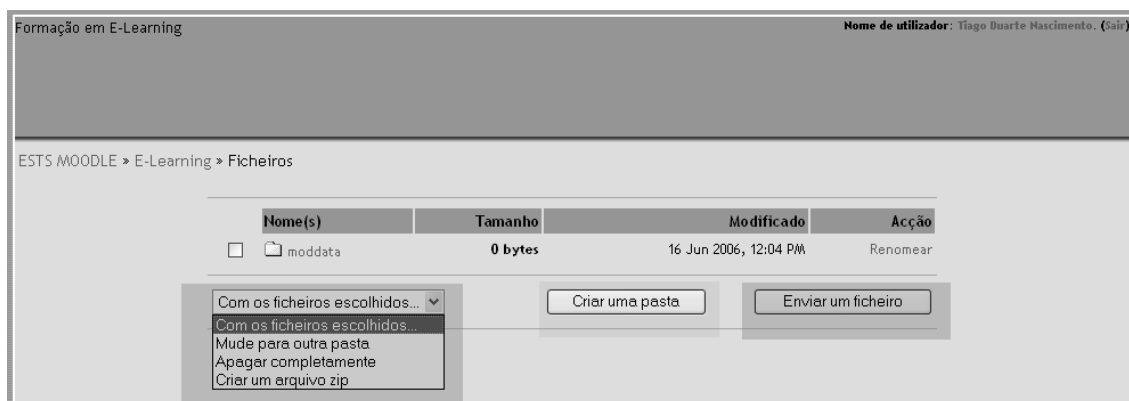 Formação em E-Learning
Nome de utilizador: Tiago Duarte Nascimento. (Sair)
ESTS MOODLE » E-Learning » Ficheiros
Nome(s) Tamanho Modificado Acção
moddata 0 bytes 16 Jun 2006, 12:04 PM Renomear
Com os ficheiros escolhidos... Criar uma pasta Enviar um ficheiro
Com os ficheiros escolhidos...
Mude para outra pasta
Apagar completamente
Criar um arquivo zip